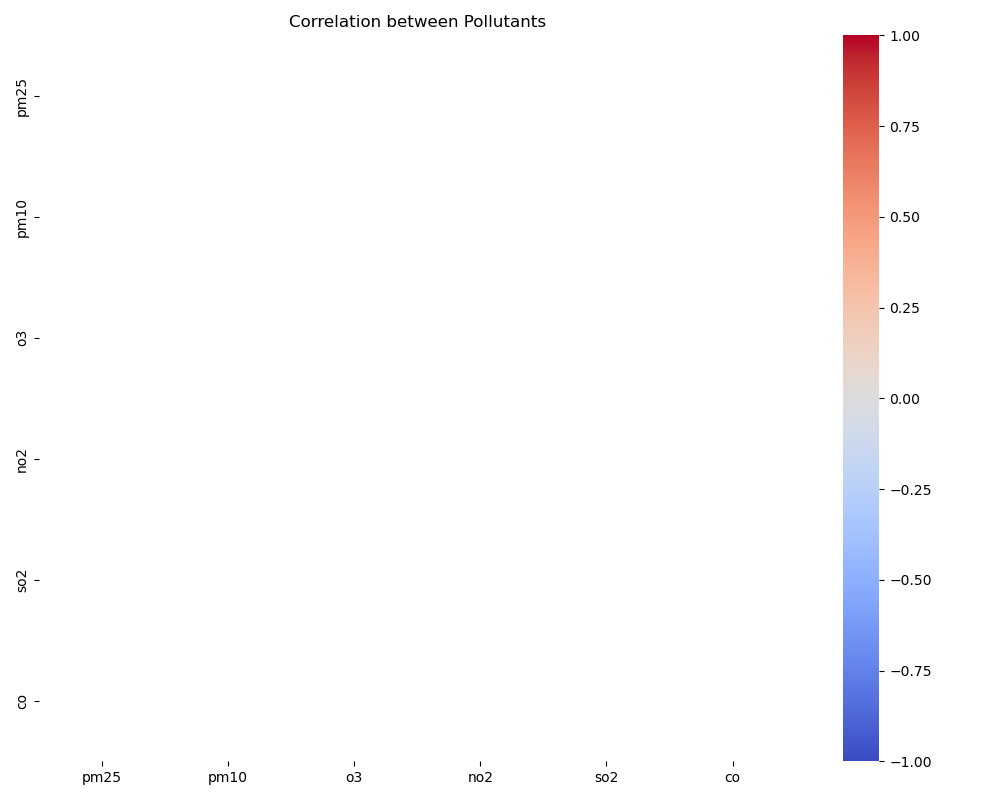 Correlation between Pollutants
pm25
pm10
o3
no2
so2
co
pm25 pm10 o3 no2 so2 co
1.00
0.75
0.50
0.25
0.00
−0.25
−0.50
−0.75
−1.00